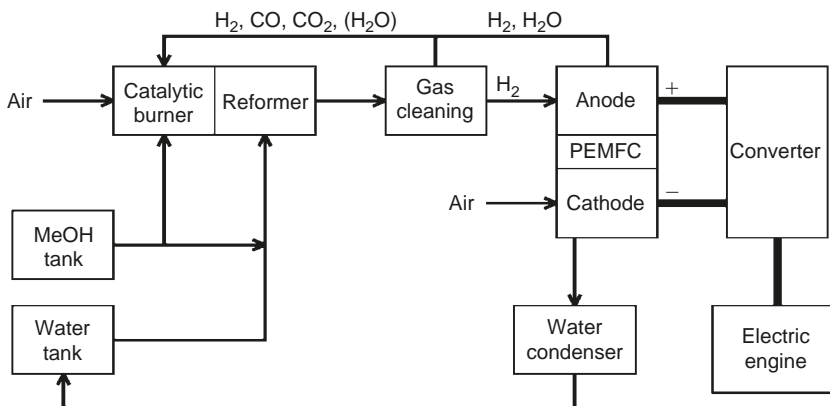 H₂, CO, CO₂, (H₂O)
H₂, H₂O
Air
Catalytic
burner
Reformer
Gas
cleaning
H₂
Anode
+
PEMFC
Converter
Air
Cathode
−
MeOH
tank
Water
tank
Water
condenser
Electric
engine